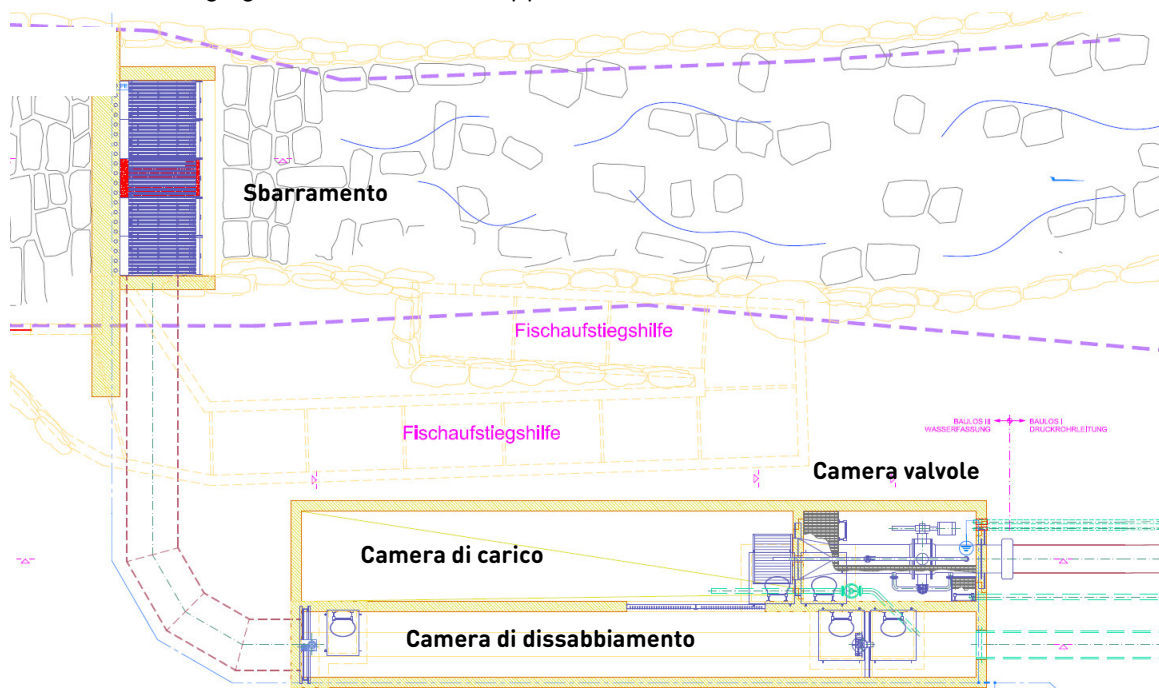 Sbarramento
Fischaufstiegshilfe
Fischaufstiegshilfe
BAULOS III
WASSERFASSUNG
BAULOS I
DRUCKROHRLEITUNG
Camera valvole
Camera di carico
Camera di dissabbiamento